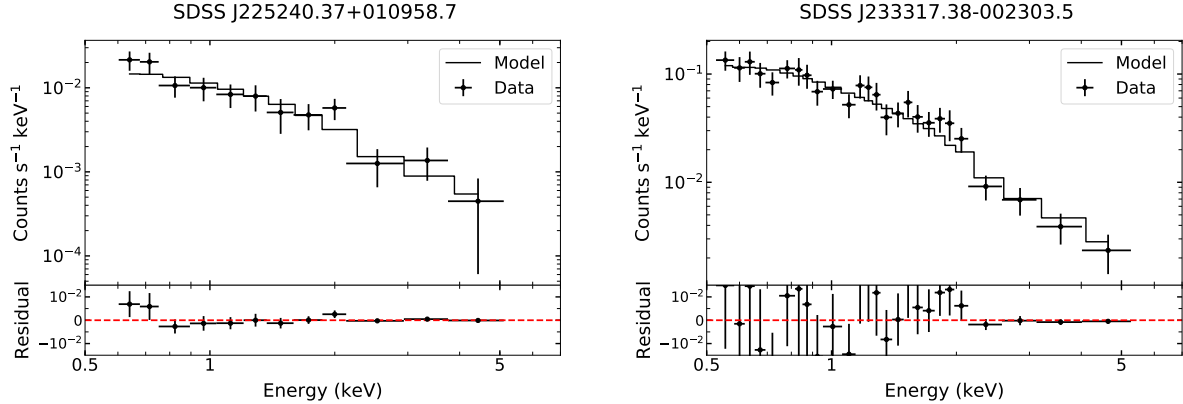 SDSS J225240.37+010958.7
Counts s⁻¹ keV⁻¹
10⁻²
10⁻³
10⁻⁴
Model
Data
Residual
10⁻²
0
−10⁻²
0.5 1 5
Energy (keV)
SDSS J233317.38-002303.5
Counts s⁻¹ keV⁻¹
10⁻¹
10⁻²
Model
Data
Residual
10⁻²
0
−10⁻²
0.5 1 5
Energy (keV)